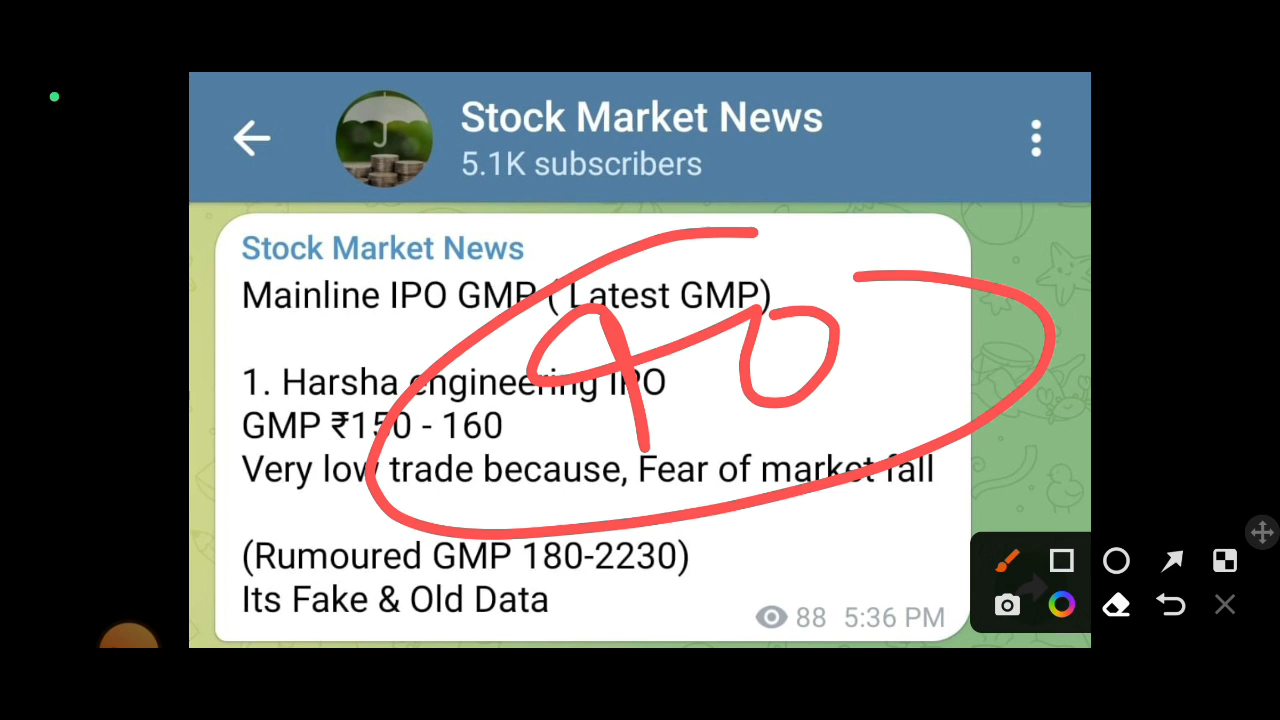 Stock Market News
5.1K subscribers
Stock Market News
Mainline IPO GMP ( Latest GMP)
40
1. Harsha engineering IPO
GMP ₹150 - 160
Very low trade because, Fear of market fall
(Rumoured GMP 180-2230)
Its Fake & Old Data
88 5:36 PM